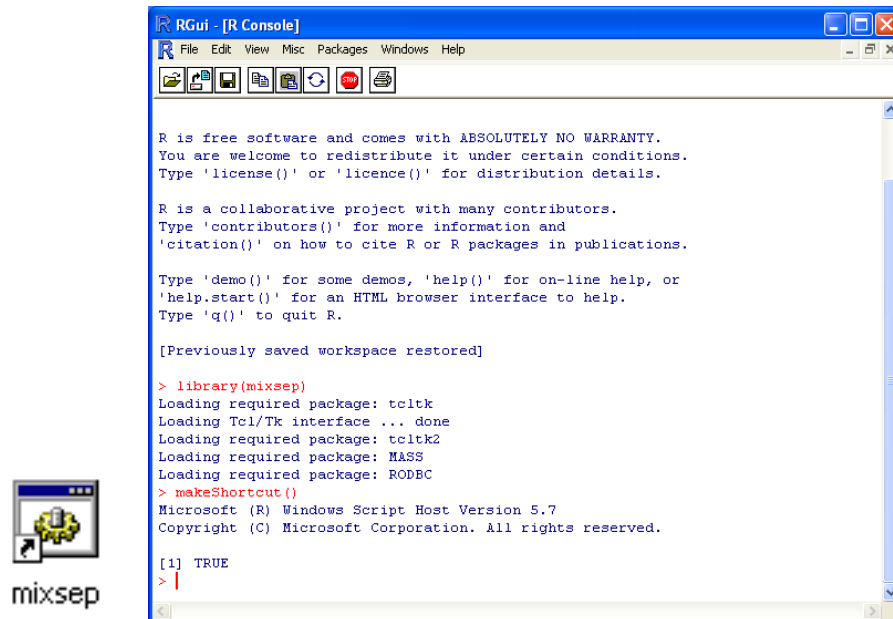 RGui - [R Console]
File Edit View Misc Packages Windows Help
STOP
R is free software and comes with ABSOLUTELY NO WARRANTY.
You are welcome to redistribute it under certain conditions.
Type 'license()' or 'licence()' for distribution details.
R is a collaborative project with many contributors.
Type 'contributors()' for more information and
'citation()' on how to cite R or R packages in publications.
Type 'demo()' for some demos, 'help()' for on-line help, or
'help.start()' for an HTML browser interface to help.
Type 'q()' to quit R.
[Previously saved workspace restored]
> library(mixsep)
Loading required package: tcltk
Loading Tcl/Tk interface ... done
Loading required package: tcltk2
Loading required package: MASS
Loading required package: RODBC
> makeShortcut()
Microsoft (R) Windows Script Host Version 5.7
Copyright (C) Microsoft Corporation. All rights reserved.
[1] TRUE
>
mixsep